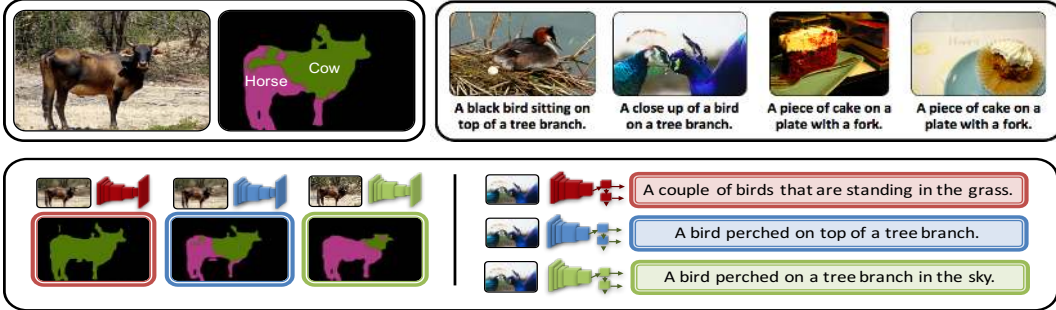 Horse
Cow
A black bird sitting on
top of a tree branch.
A close up of a bird
on a tree branch.
A piece of cake on a
plate with a fork.
A piece of cake on a
plate with a fork.
A couple of birds that are standing in the grass.
A bird perched on top of a tree branch.
A bird perched on a tree branch in the sky.